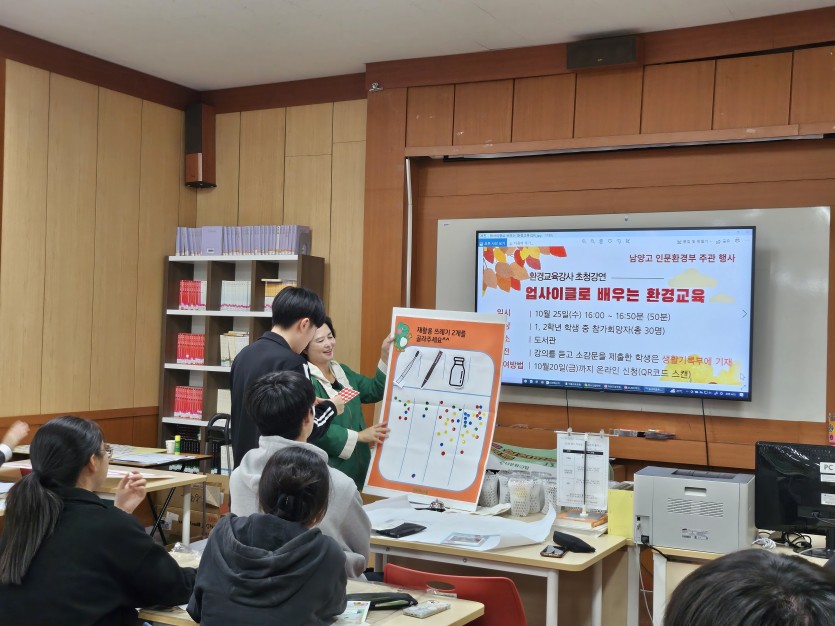 남양고 인문환경부 주관 행사
환경교육강사 초청강연
업사이클로 배우는 환경교육
일시 | 10월 25일(수) 16:00 ~ 16:50분 (50분)
| 1, 2학년 학생 중 참가희망자(총 30명)
| 도서관
| 강의를 듣고 소감문을 제출한 학생은 생활기록부에 기재
방법 | 10월20일(금)까지 온라인 신청(QR코드 스캔)
재활용 쓰레기 2개를
골라주세요^^
PC